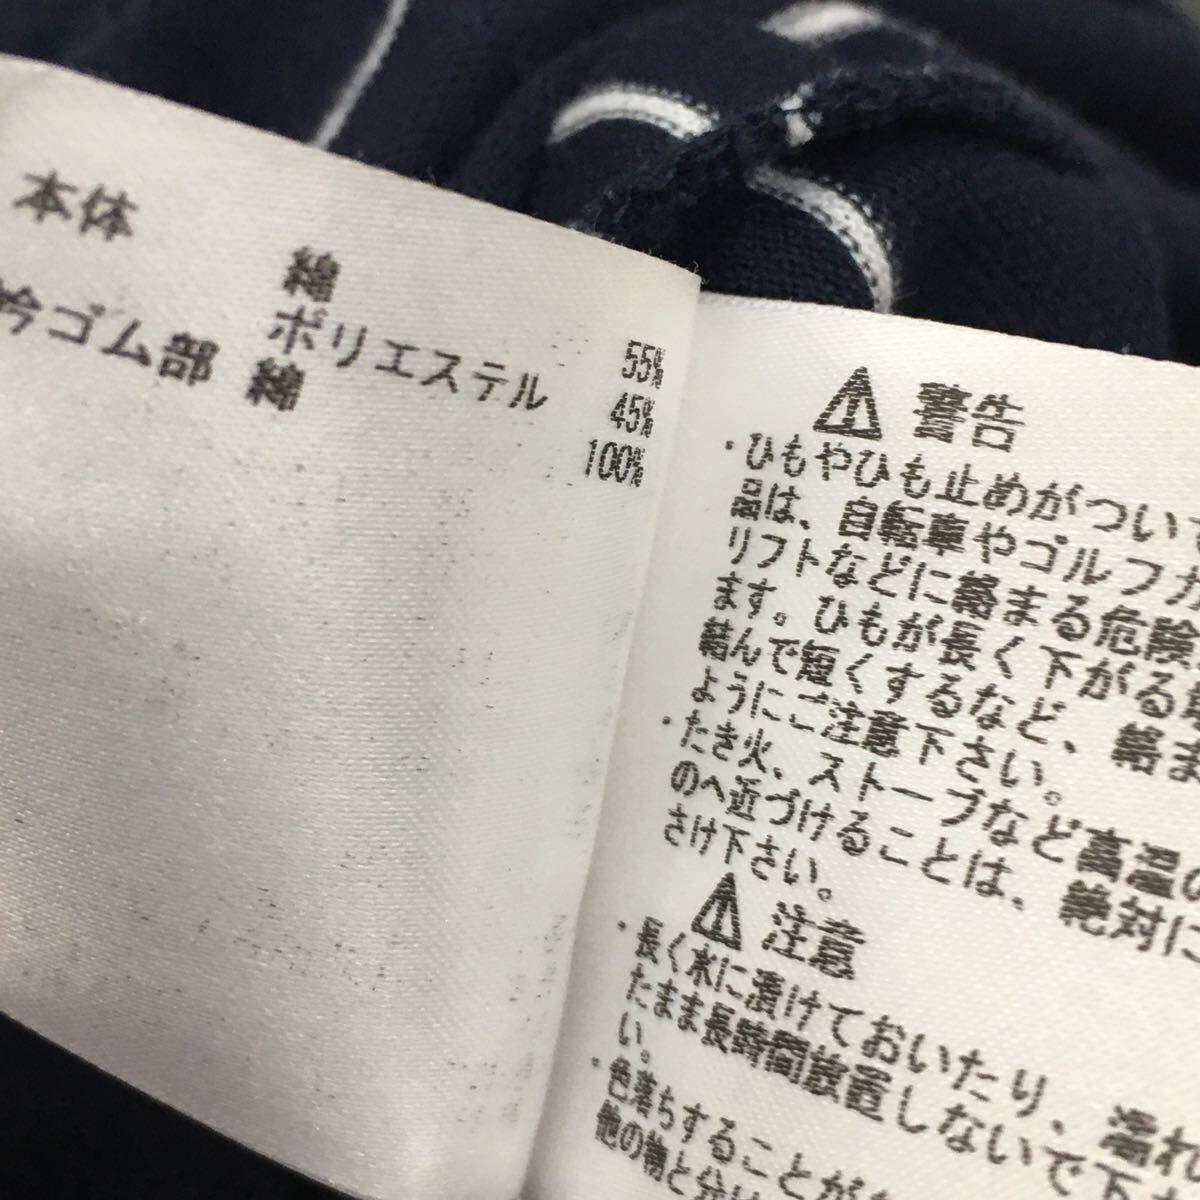 本体 綿 55%
ポリエステル 45%
衿ゴム部 綿 100%
警告
・ひもやひも止めがついて
品は、自転車やゴルフカ
リフトなどに絡まる危険
ます。ひもが長く下がる
結んで短くするなど、絡ま
ようにご注意下さい。
・たき火、ストーブなど高温の
のへ近づけることは、絶対に
さけ下さい。
注意
・長く水に漬けておいたり、濡れ
たまま長時間放置しないで下
い。
・色落ちすることが
他の物と分け